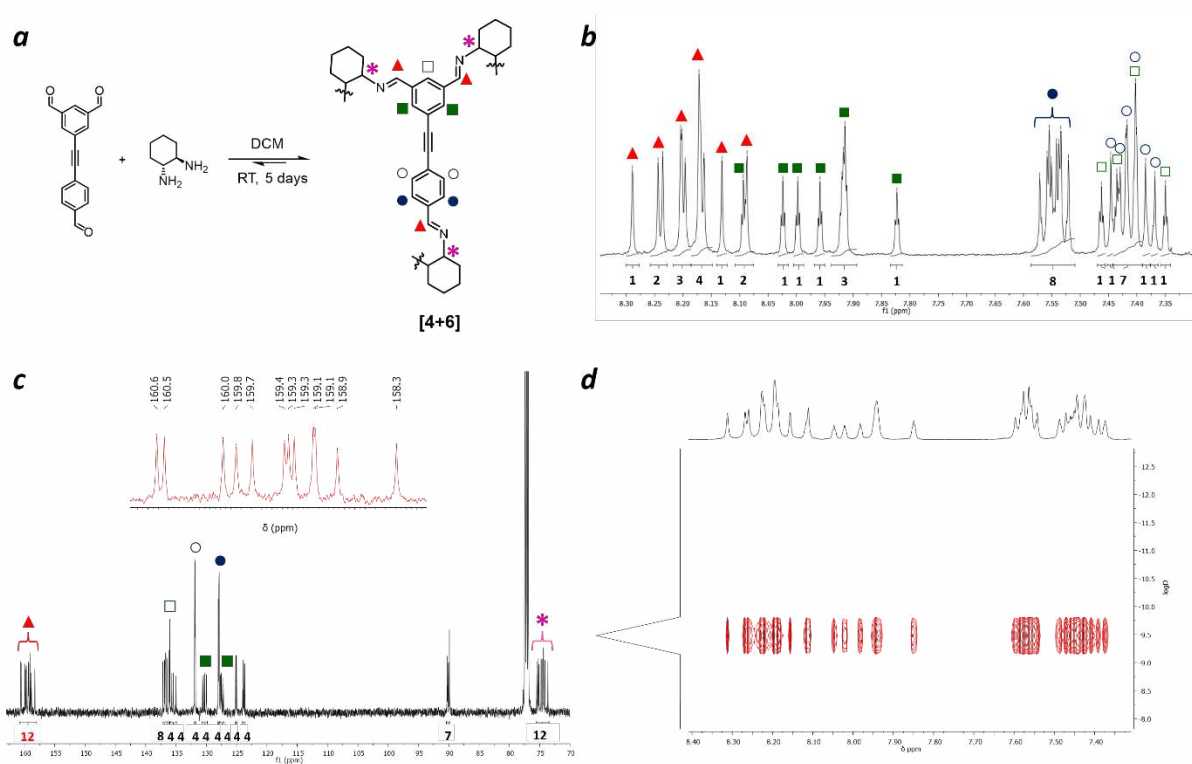 a
O
O
O
+
NH₂
NH₂
DCM
RT, 5 days
*
N
N
*
N
*
[4+6]
b
1 2 3 4 1 2 1 1 1 3 1 8 1 1 7 1 1 1
8.30 8.25 8.20 8.15 8.10 8.05 8.00 7.95 7.90 7.85 7.80 7.75 7.70 7.65 7.60 7.55 7.50 7.45 7.40 7.35
f1 (ppm)
c
160.6
160.5
160.0
159.8
159.7
159.4
159.3
159.3
159.1
159.1
158.9
158.3
δ (ppm)
*
12 8 4 4 4 4 4 4 4 4 7 12
155 150 145 140 135 130 125 120 115 110 105 100 95 90 85 80 75 70
f1 (ppm)
d
-12.5
-12.0
-11.5
-11.0
-10.5
-10.0
-9.5
-9.0
-8.5
-8.0
logD
8.40 8.30 8.20 8.10 8.00 7.90 7.80 7.70 7.60 7.50 7.40
δ ppm